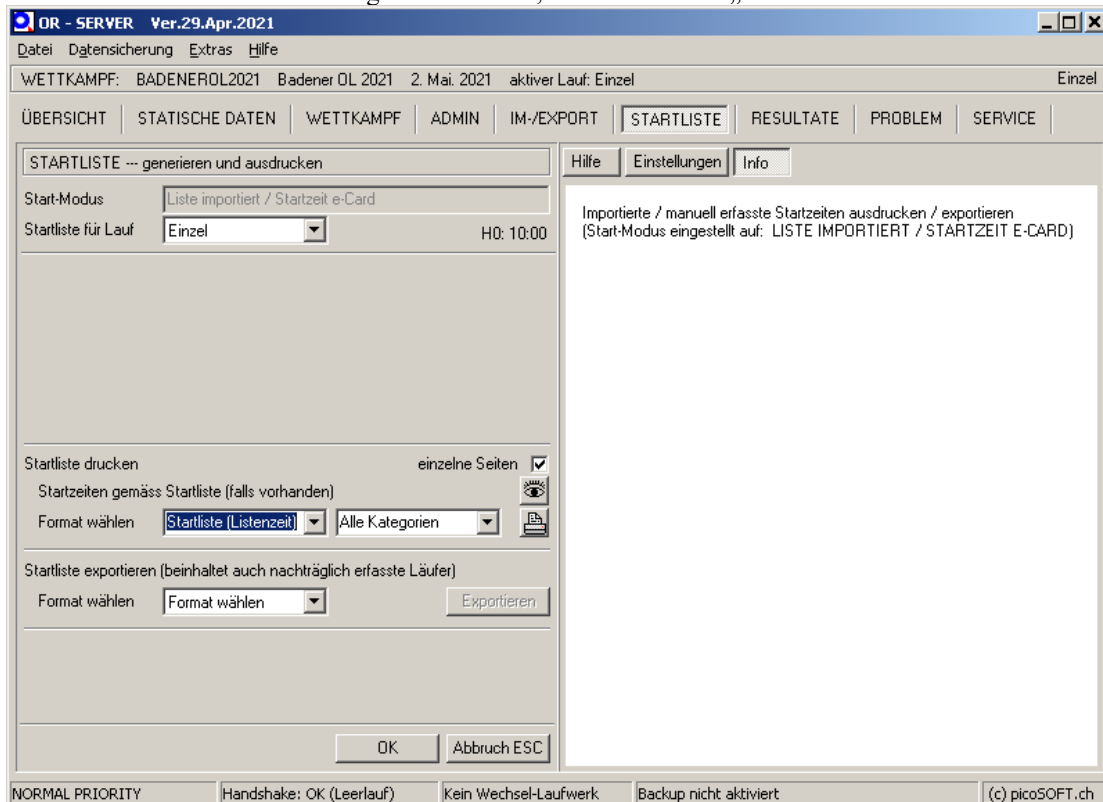 OR - SERVER Ver.29.Apr.2021
Datei Datensicherung Extras Hilfe
WETTKAMPF: BADENEROL2021 Badener OL 2021 2. Mai. 2021 aktiver Lauf: Einzel Einzel
ÜBERSICHT STATISCHE DATEN WETTKAMPF ADMIN IM-/EXPORT STARTLISTE RESULTATE PROBLEM SERVICE
STARTLISTE --- generieren und ausdrucken
Hilfe Einstellungen Info
Start-Modus Liste importiert / Startzeit e-Card
Startliste für Lauf Einzel H0: 10:00
Importierte / manuell erfasste Startzeiten ausdrucken / exportieren
(Start-Modus eingestellt auf: LISTE IMPORTIERT / STARTZEIT E-CARD)
Startliste drucken einzelne Seiten
Startzeiten gemäss Startliste (falls vorhanden)
Format wählen Startliste (Listenzeit) Alle Kategorien
Startliste exportieren (beinhaltet auch nachträglich erfasste Läufer)
Format wählen Format wählen Exportieren
OK Abbruch ESC
NORMAL PRIORITY Handshake: OK (Leerlauf) Kein Wechsel-Laufwerk Backup nicht aktiviert (c) picoSOFT.ch